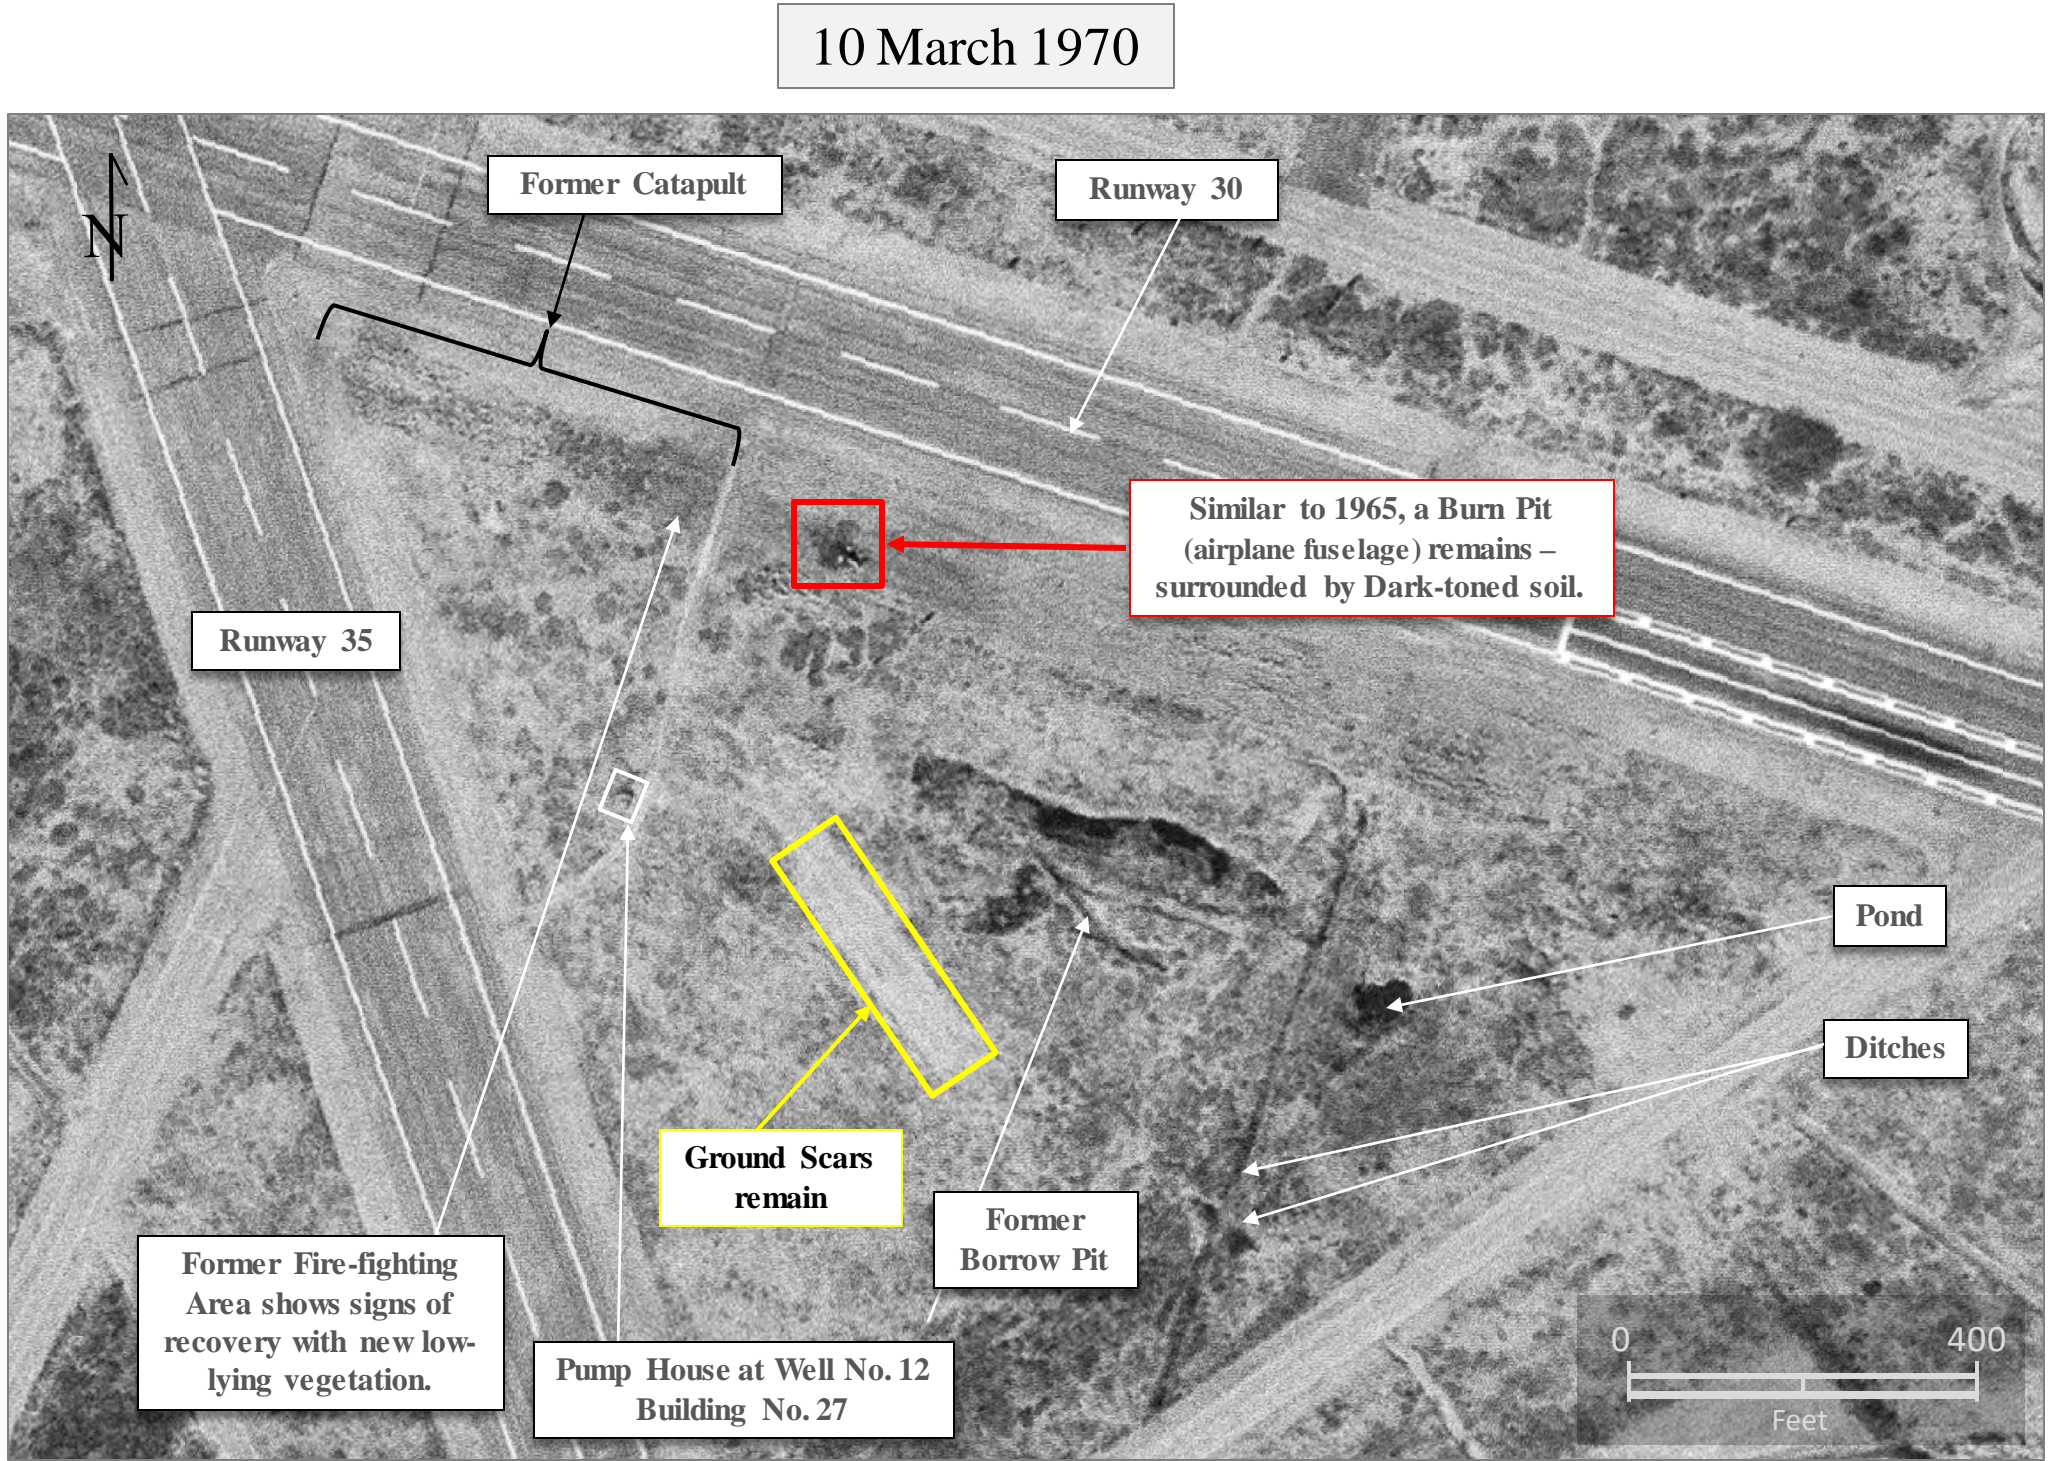 10 March 1970
Former Catapult
Runway 30
N
Similar to 1965, a Burn Pit
(airplane fuselage) remains –
surrounded by Dark-toned soil.
Runway 35
Pond
Ditches
Ground Scars
remain
Former
Borrow Pit
Former Fire-fighting
Area shows signs of
recovery with new low-
lying vegetation.
Pump House at Well No. 12
Building No. 27
0 400
Feet